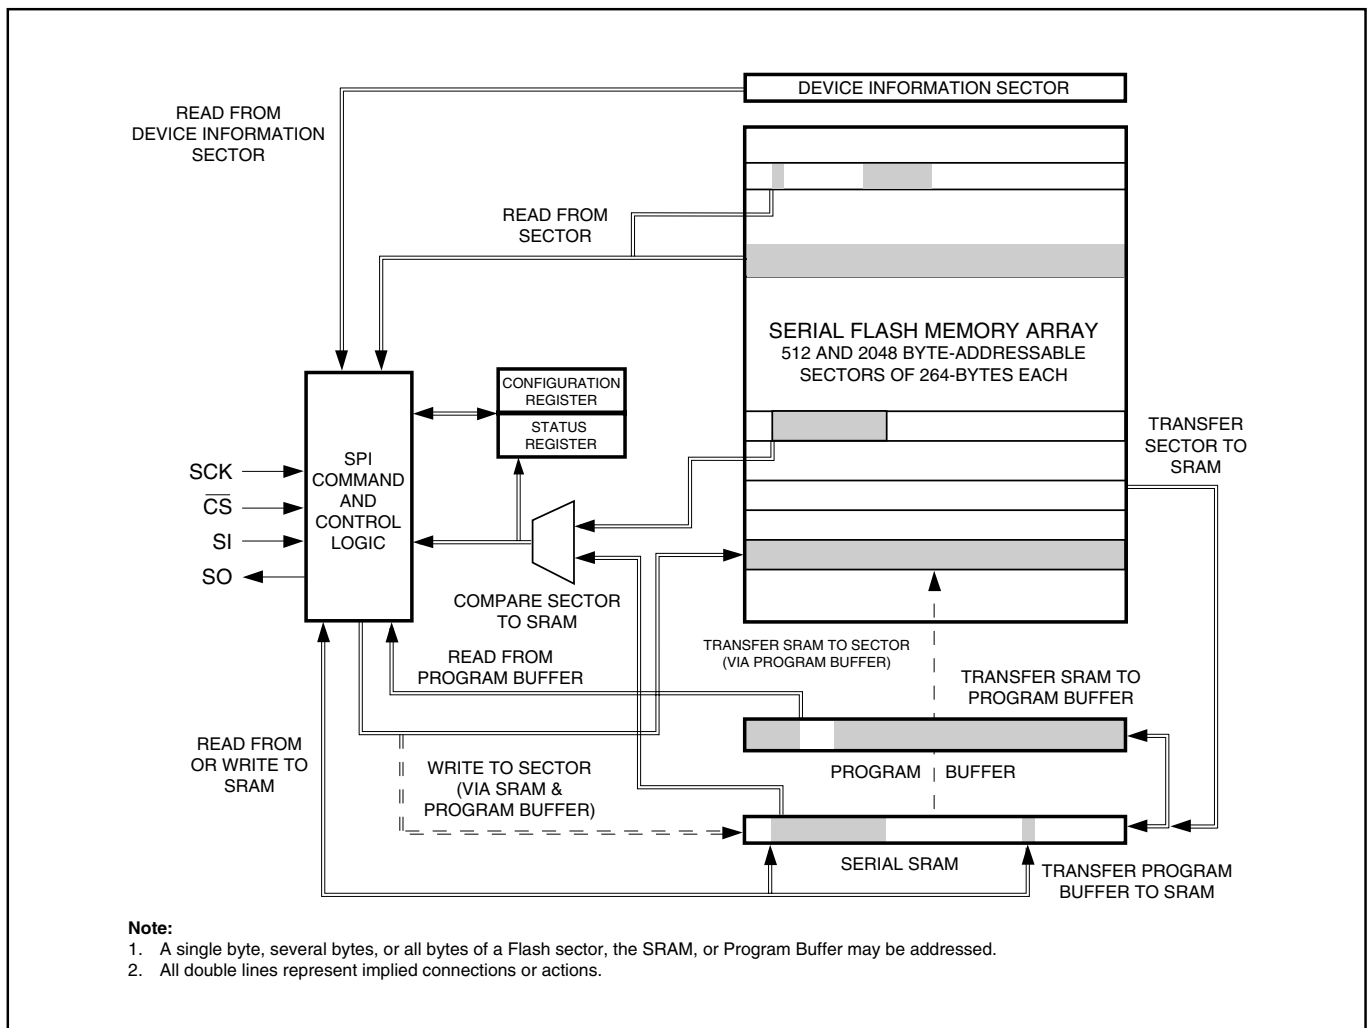 DEVICE INFORMATION SECTOR
READ FROM
DEVICE INFORMATION
SECTOR
READ FROM
SECTOR
SERIAL FLASH MEMORY ARRAY
512 AND 2048 BYTE-ADDRESSABLE
SECTORS OF 264-BYTES EACH
CONFIGURATION
REGISTER
STATUS
REGISTER
TRANSFER
SECTOR TO
SRAM
SPI
COMMAND
AND
CONTROL
LOGIC
SCK
CS
SI
SO
COMPARE SECTOR
TO SRAM
TRANSFER SRAM TO SECTOR
(VIA PROGRAM BUFFER)
READ FROM
PROGRAM BUFFER
TRANSFER SRAM TO
PROGRAM BUFFER
READ FROM
OR WRITE TO
SRAM
WRITE TO SECTOR
(VIA SRAM &
PROGRAM BUFFER)
PROGRAM BUFFER
SERIAL SRAM
TRANSFER PROGRAM
BUFFER TO SRAM
Note:
1. A single byte, several bytes, or all bytes of a Flash sector, the SRAM, or Program Buffer may be addressed.
2. All double lines represent implied connections or actions.